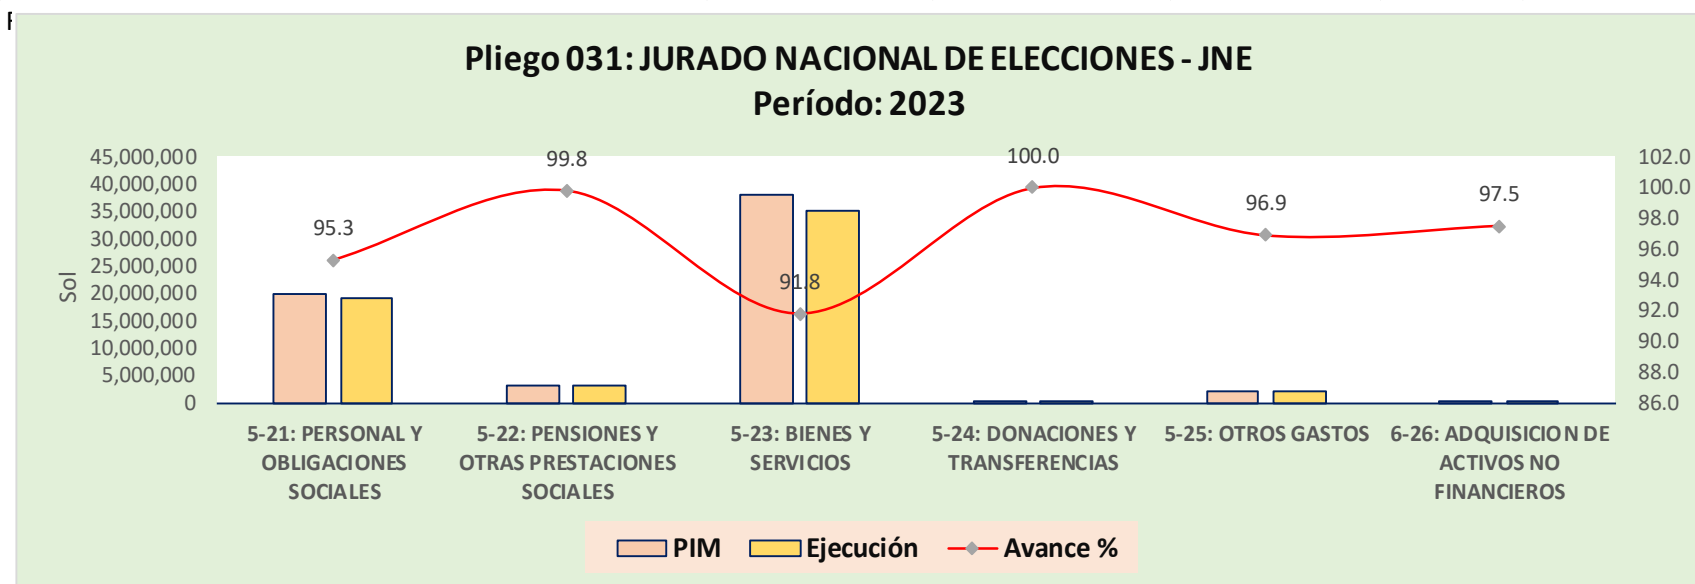 Pliego 031: JURADO NACIONAL DE ELECCIONES - JNE
Período: 2023
Sol
45,000,000
40,000,000
35,000,000
30,000,000
25,000,000
20,000,000
15,000,000
10,000,000
5,000,000
0
95.3
99.8
91.8
100.0
96.9
97.5
102.0
100.0
98.0
96.0
94.0
92.0
90.0
88.0
86.0
5-21: PERSONAL Y
OBLIGACIONES
SOCIALES
5-22: PENSIONES Y
OTRAS PRESTACIONES
SOCIALES
5-23: BIENES Y
SERVICIOS
5-24: DONACIONES Y
TRANSFERENCIAS
5-25: OTROS GASTOS
6-26: ADQUISICION DE
ACTIVOS NO
FINANCIEROS
PIM
Ejecución
Avance %